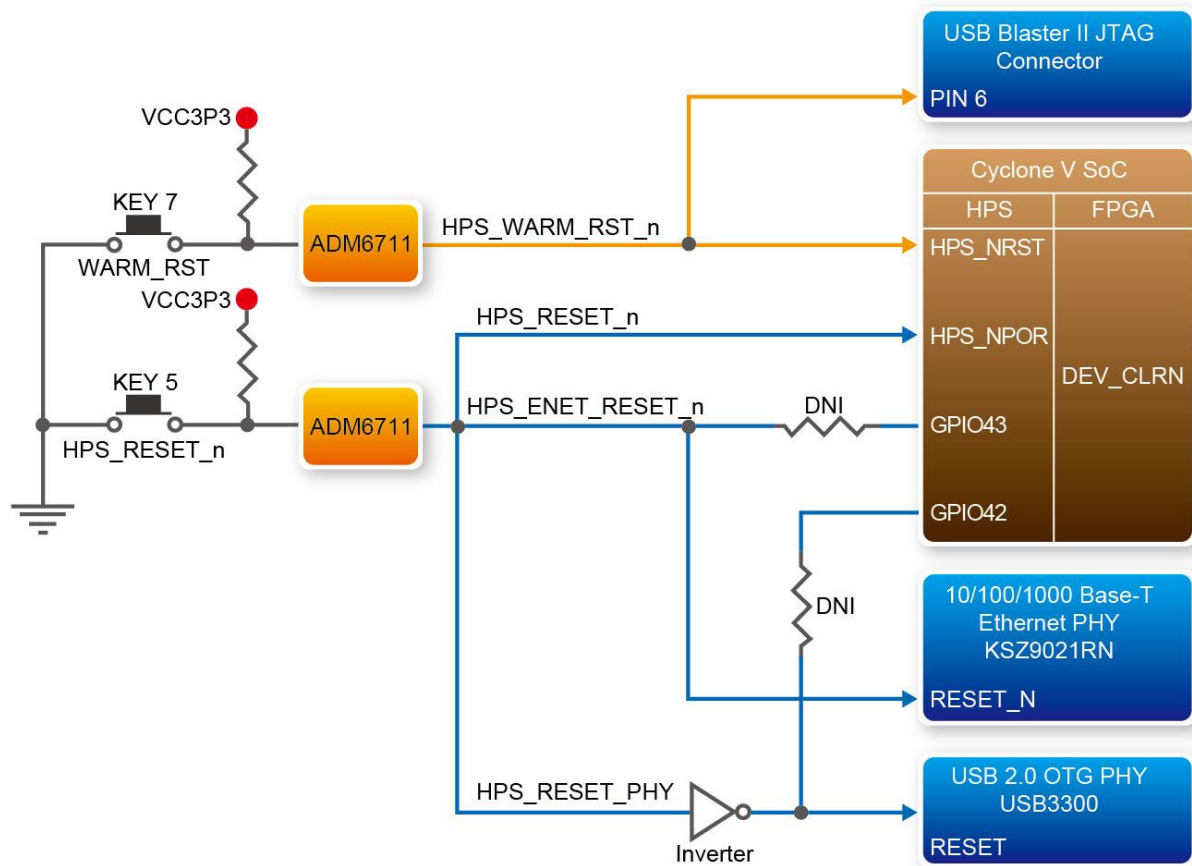 USB Blaster II JTAG
Connector
PIN 6
VCC3P3
KEY 7
WARM_RST
ADM6711
HPS_WARM_RST_n
Cyclone V SoC
HPS
FPGA
HPS_NRST
VCC3P3
HPS_RESET_n
HPS_NPOR
DEV_CLRN
KEY 5
HPS_RESET_n
ADM6711
HPS_ENET_RESET_n
DNI
GPIO43
GPIO42
DNI
10/100/1000 Base-T
Ethernet PHY
KSZ9021RN
RESET_N
HPS_RESET_PHY
Inverter
USB 2.0 OTG PHY
USB3300
RESET